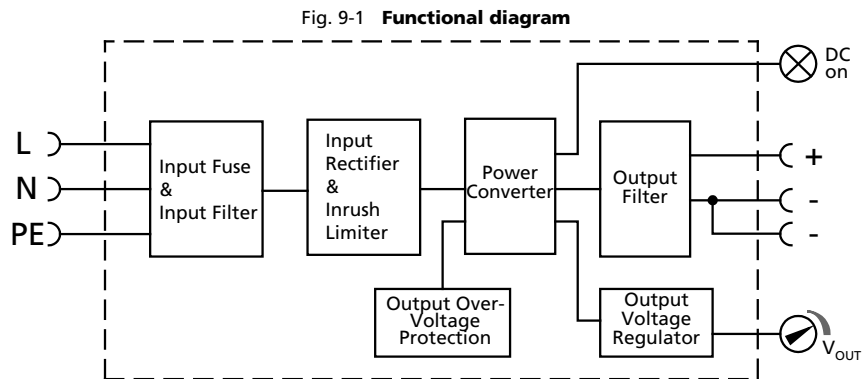 Fig. 9-1 Functional diagram
DC
on
L
N
PE
Input Fuse
&
Input Filter
Input
Rectifier
&
Inrush
Limiter
Power
Converter
Output
Filter
+
-
-
Output Over-
Voltage
Protection
Output
Voltage
Regulator
VOUT